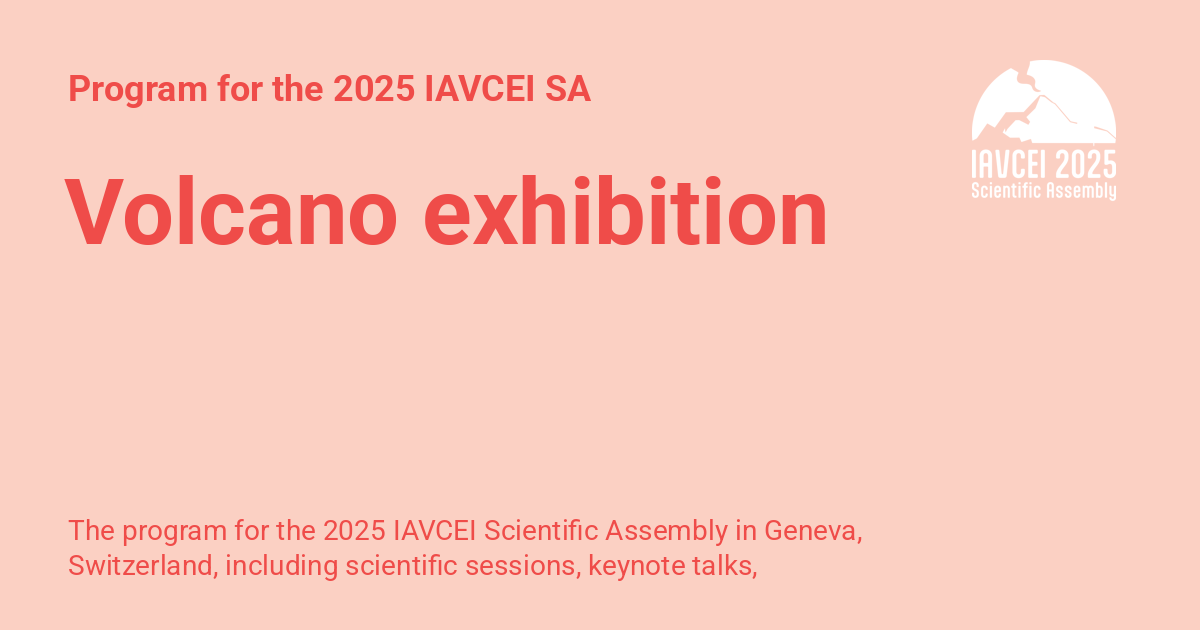 Program for the 2025 IAVCEI SA
IAVCEI 2025
Scientific Assembly
Volcano exhibition
The program for the 2025 IAVCEI Scientific Assembly in Geneva,
Switzerland, including scientific sessions, keynote talks,